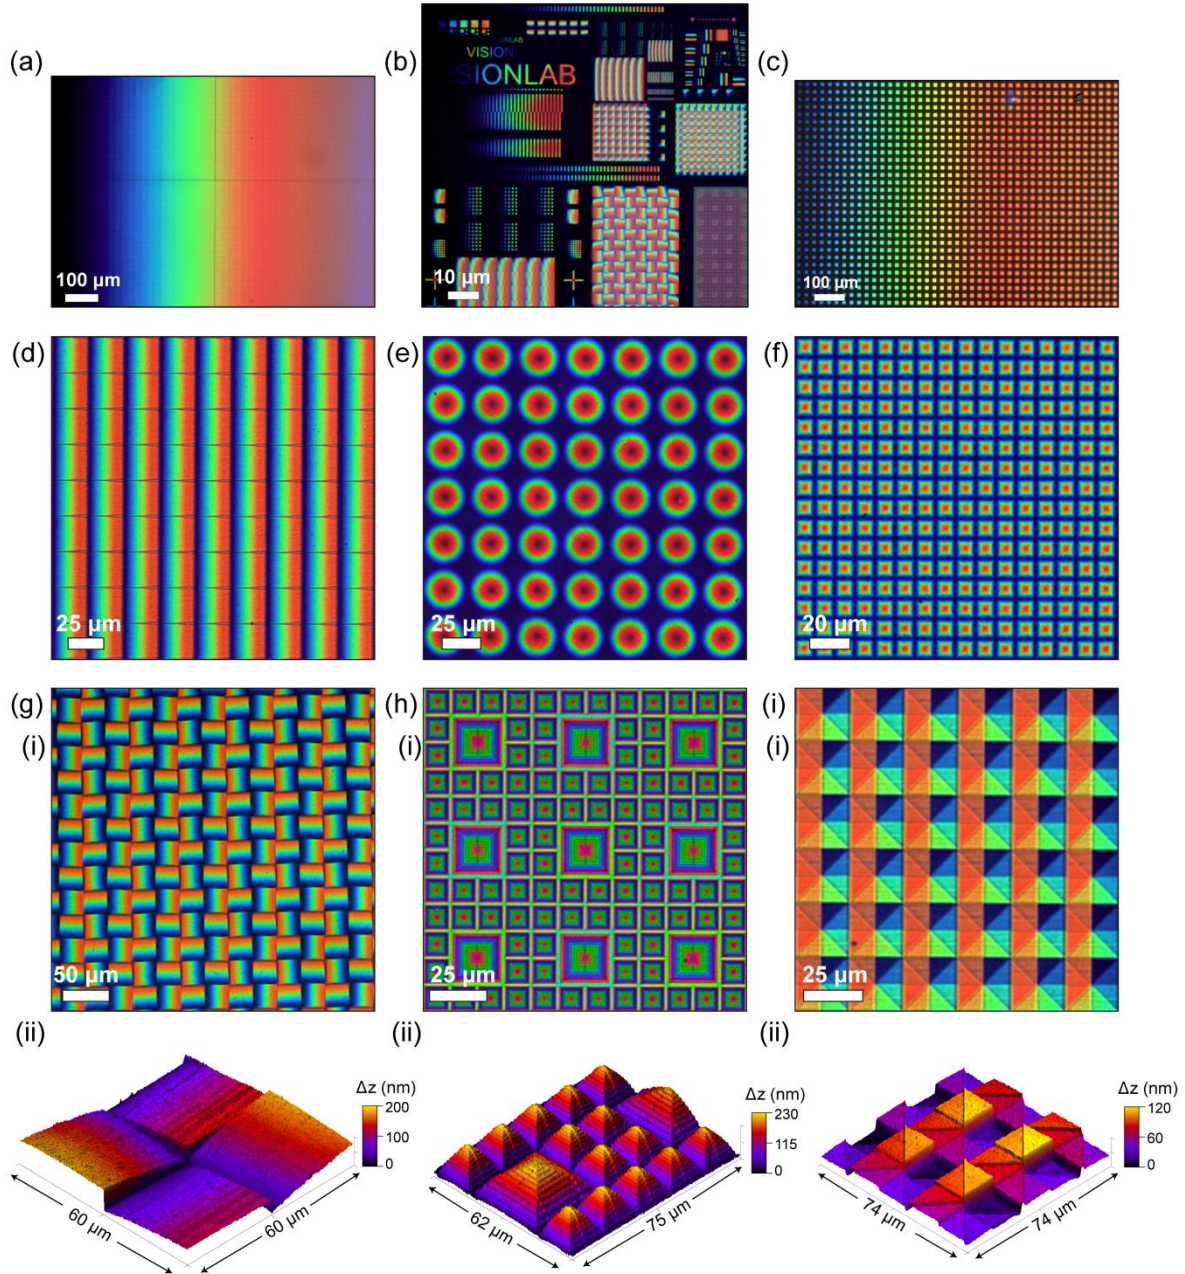 (a)
100 µm
(b)
VISIONLAB
VISION
ISIONLAB
10 µm
(c)
100 µm
(d)
25 µm
(e)
25 µm
(f)
20 µm
(g)
(i)
50 µm
(h)
(i)
25 µm
(i)
(i)
25 µm
(ii)
Δz (nm)
200
100
0
60 µm
60 µm
(ii)
Δz (nm)
230
115
0
62 µm
75 µm
(ii)
Δz (nm)
120
60
0
74 µm
74 µm